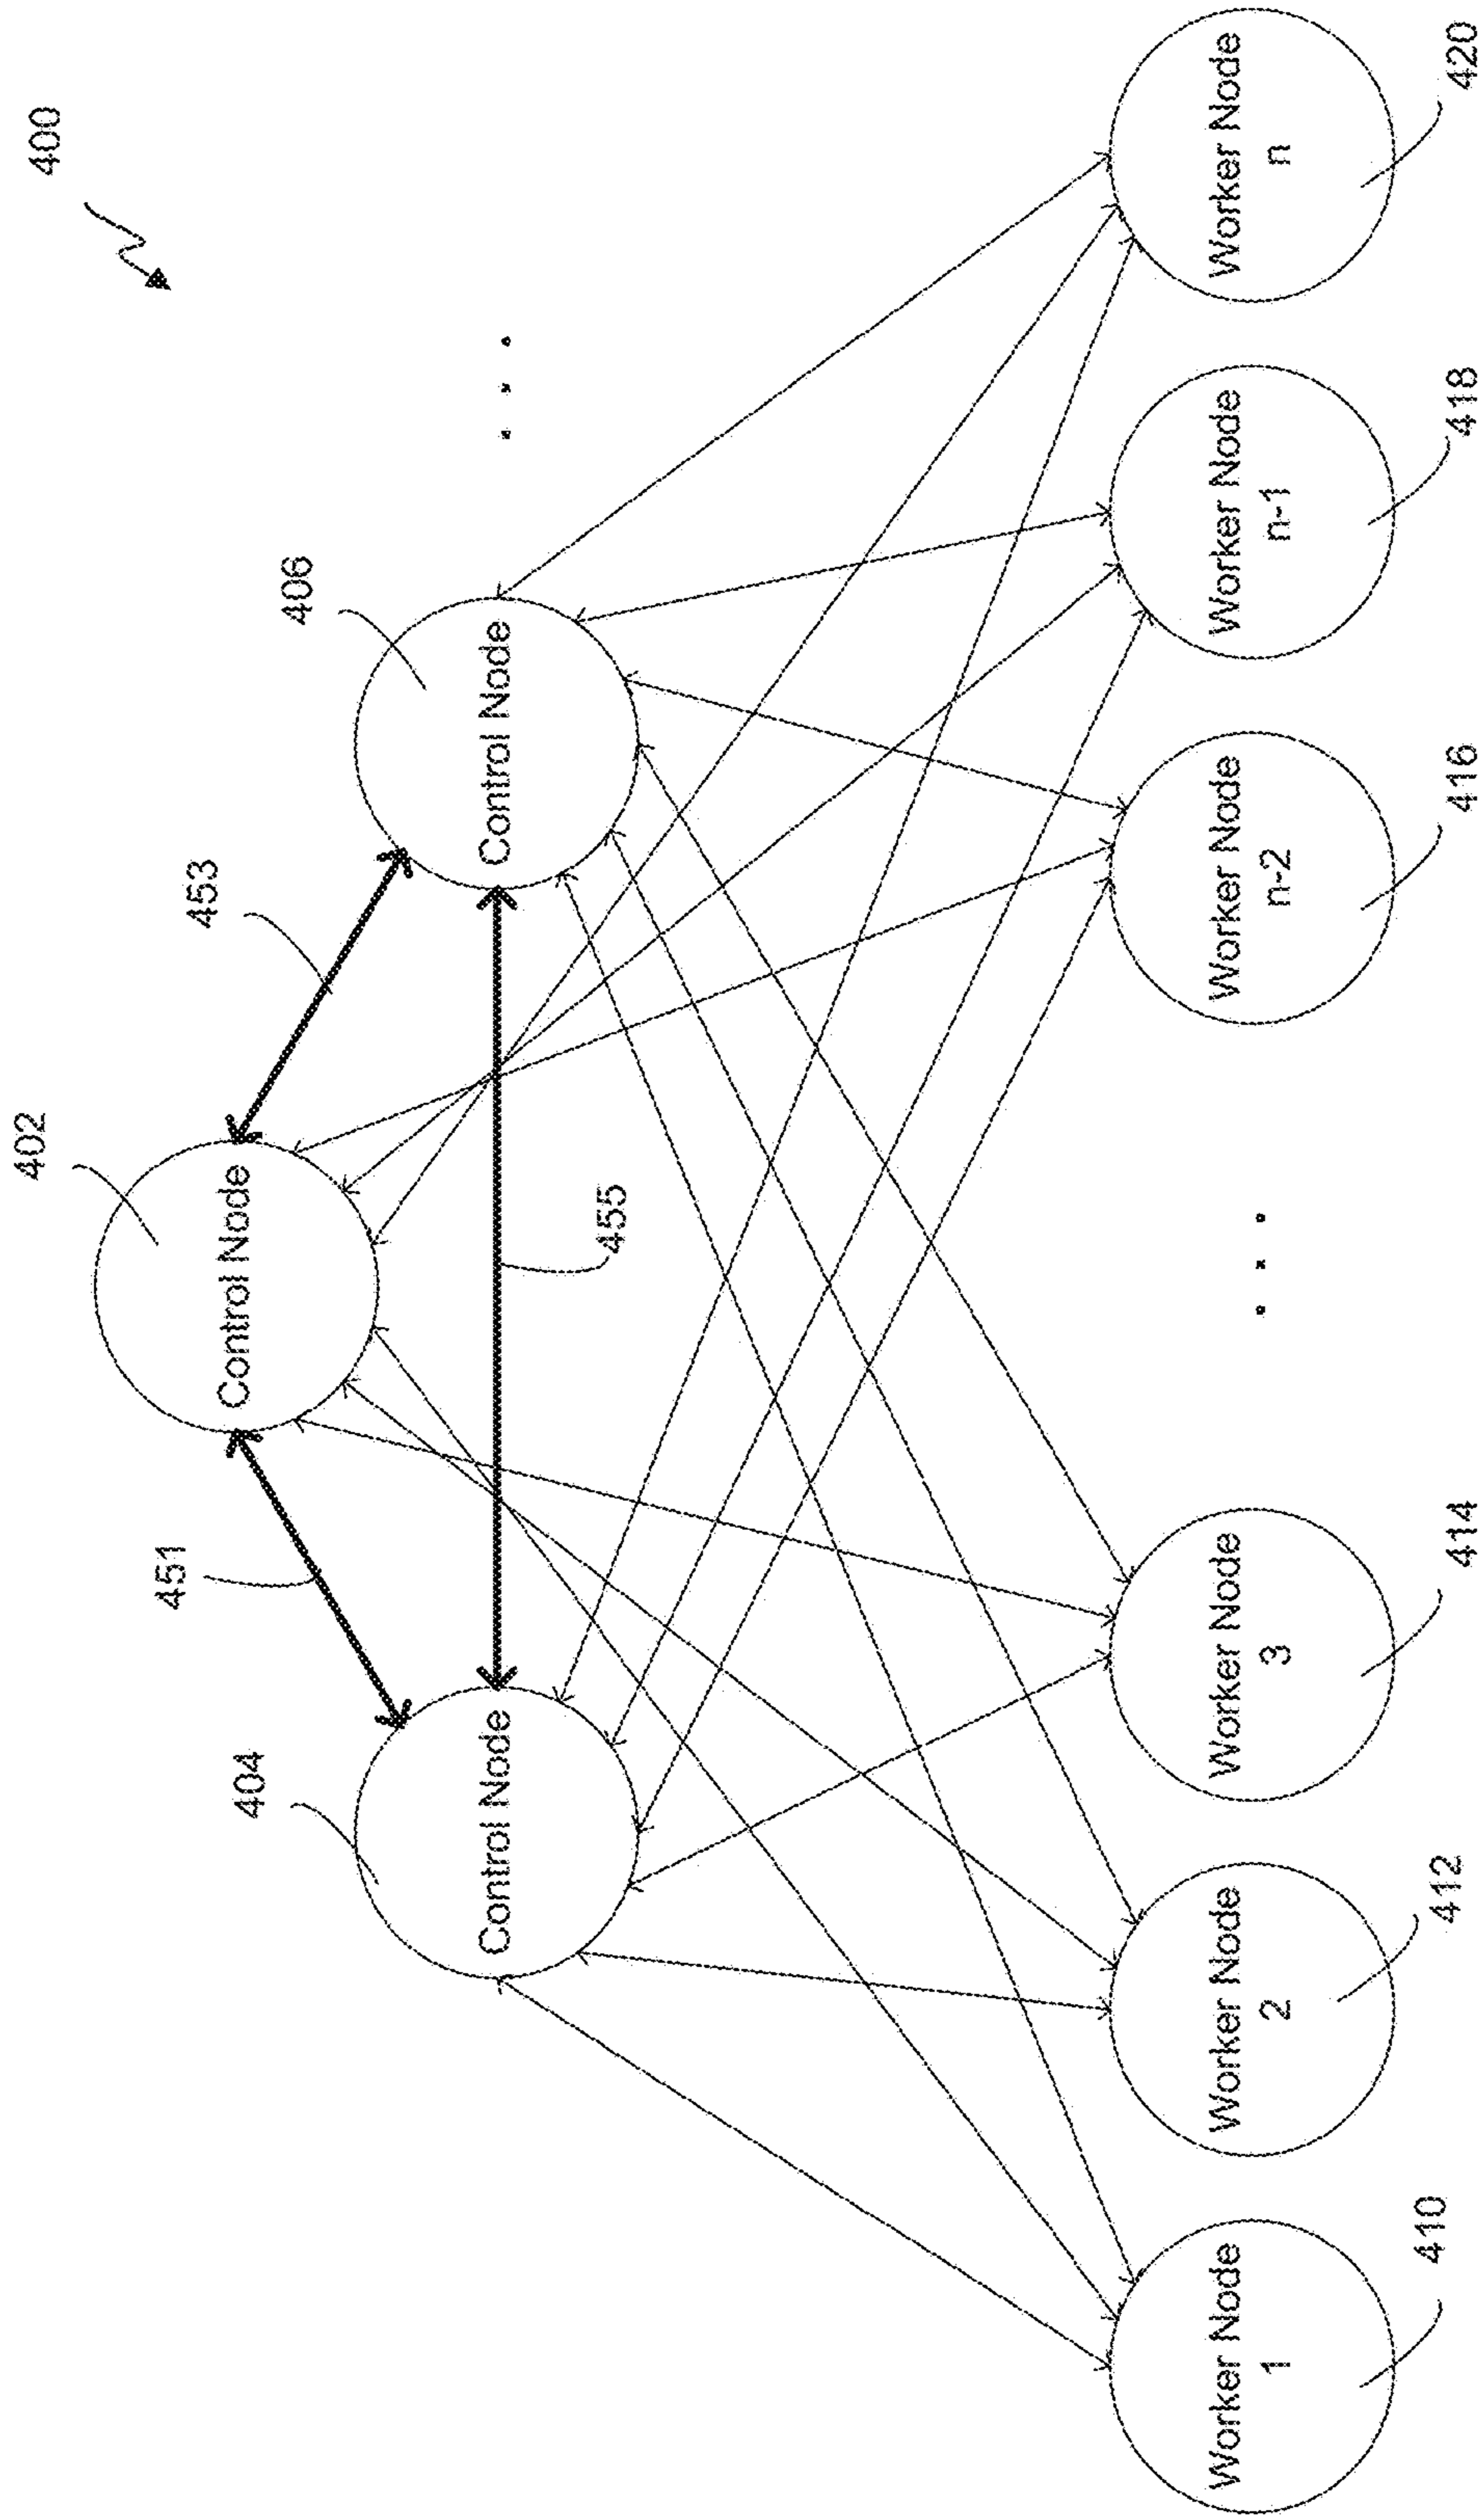 400
402
Control Node
451
453
404
406
Control Node
Control Node
. . .
455
Worker Node
1
Worker Node
2
Worker Node
3
. . .
Worker Node
n-2
Worker Node
n-1
Worker Node
n
410
412
414
416
418
420